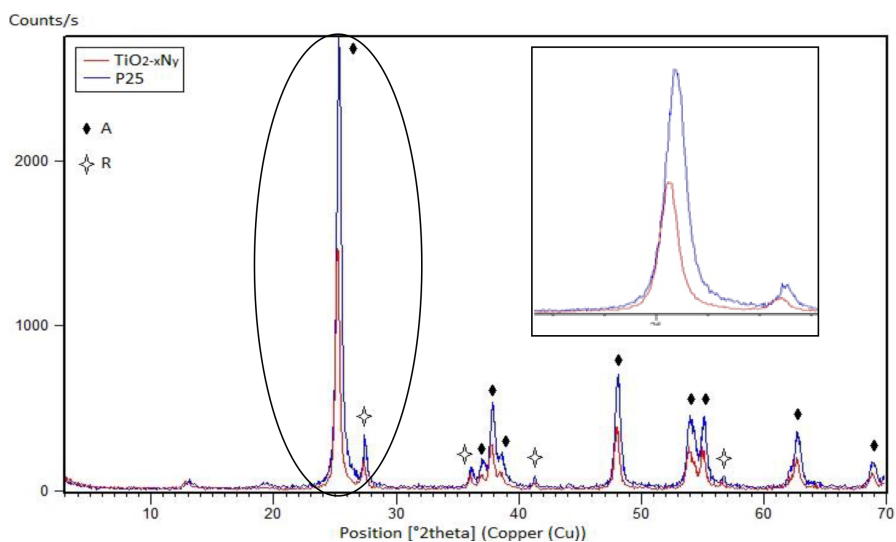 Counts/s
TiO2-xNy
P25
A
R
2000
1000
0
10 20 30 40 50 60 70
Position [°2theta] (Copper (Cu))